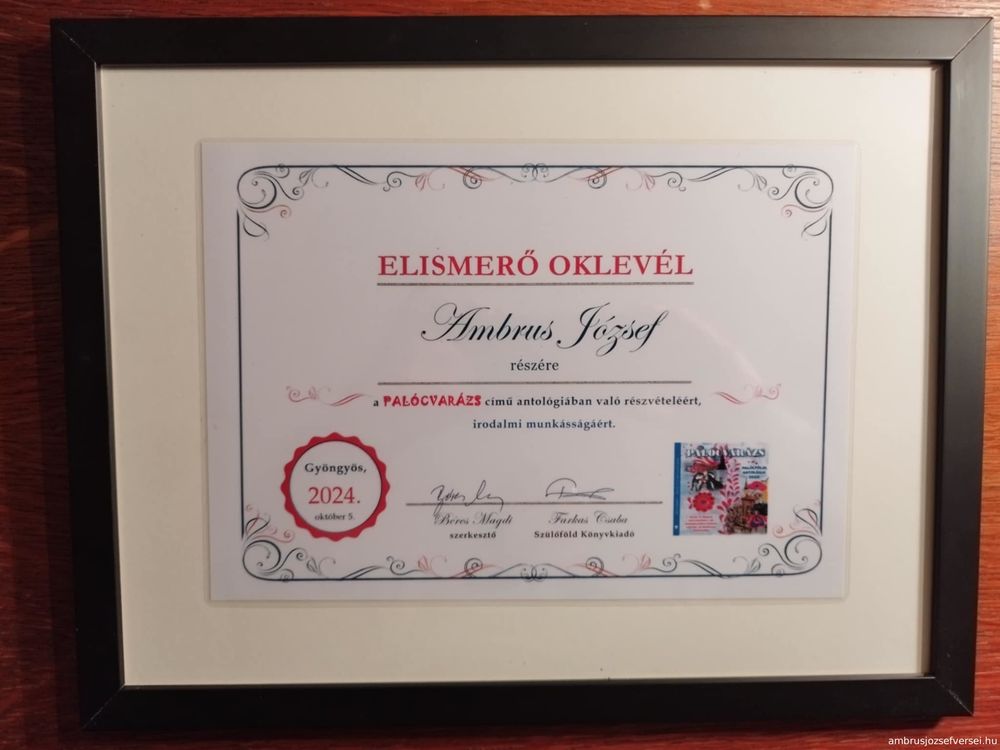 ELISMERŐ OKLEVÉL
Ambrus József
részére
a PALÓCVARÁZS című antológiában való részvételéért,
irodalmi munkásságáért.
Gyöngyös,
2024.
október 5.
Béres Magdi
szerkesztő
Farkas Csaba
Szülőföld Könyvkiadó
PALÓCVARÁZS
ambrusjozsefversei.hu